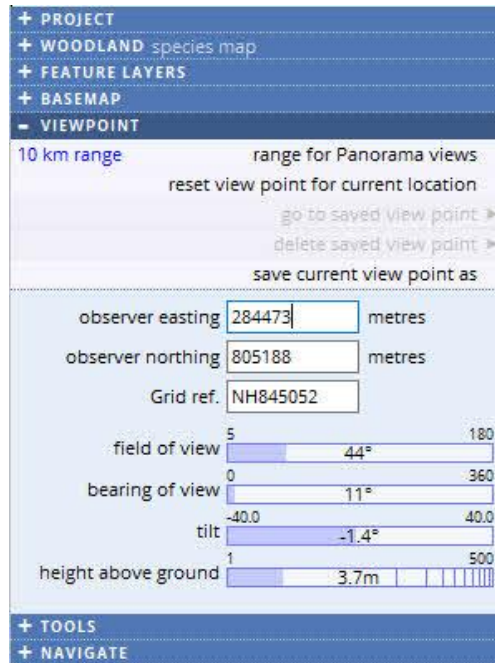 + PROJECT
+ WOODLAND species map
+ FEATURE LAYERS
+ BASEMAP
- VIEWPOINT
10 km range range for Panorama views
reset view point for current location
go to saved view point
delete saved view point
save current view point as
observer easting 284473 metres
observer northing 805188 metres
Grid ref. NH845052
5 180
field of view 44°
0 360
bearing of view 11°
-40.0 40.0
tilt -1.4°
1 500
height above ground 3.7m
+ TOOLS
+ NAVIGATE